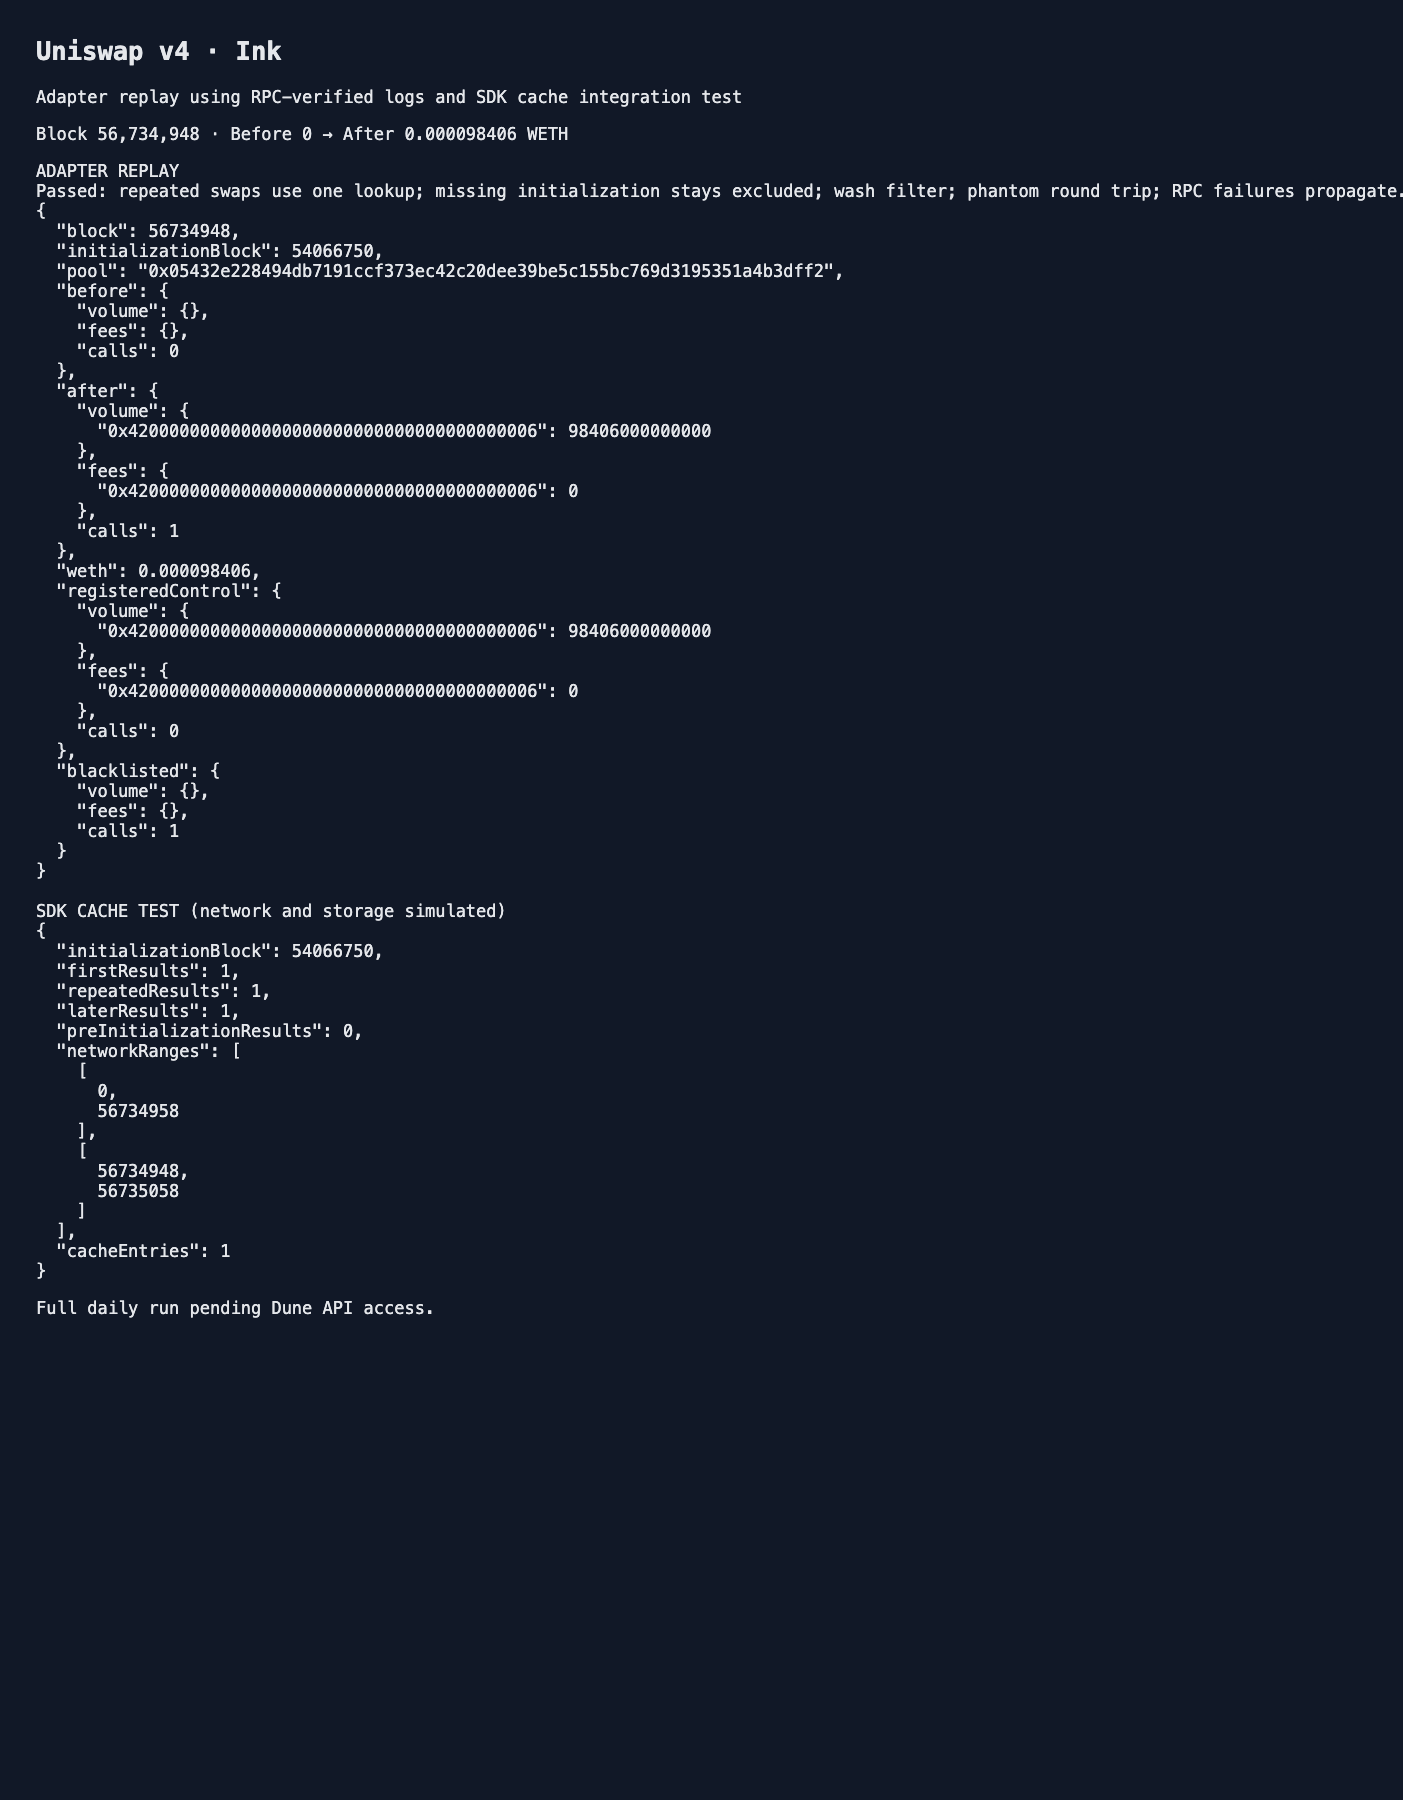 Uniswap v4 · Ink
Adapter replay using RPC-verified logs and SDK cache integration test
Block 56,734,948 · Before 0 → After 0.000098406 WETH
ADAPTER REPLAY
Passed: repeated swaps use one lookup; missing initialization stays excluded; wash filter; phantom round trip; RPC failures propagate.
{
  "block": 56734948,
  "initializationBlock": 54066750,
  "pool": "0x05432e228494db7191ccf373ec42c20dee39be5c155bc769d3195351a4b3dff2",
  "before": {
    "volume": {},
    "fees": {},
    "calls": 0
  },
  "after": {
    "volume": {
      "0x4200000000000000000000000000000000000006": 98406000000000
    },
    "fees": {
      "0x4200000000000000000000000000000000000006": 0
    },
    "calls": 1
  },
  "weth": 0.000098406,
  "registeredControl": {
    "volume": {
      "0x4200000000000000000000000000000000000006": 98406000000000
    },
    "fees": {
      "0x4200000000000000000000000000000000000006": 0
    },
    "calls": 0
  },
  "blacklisted": {
    "volume": {},
    "fees": {},
    "calls": 1
  }
}
SDK CACHE TEST (network and storage simulated)
{
  "initializationBlock": 54066750,
  "firstResults": 1,
  "repeatedResults": 1,
  "laterResults": 1,
  "preInitializationResults": 0,
  "networkRanges": [
    [
      0,
      56734958
    ],
    [
      56734948,
      56735058
    ]
  ],
  "cacheEntries": 1
}
Full daily run pending Dune API access.